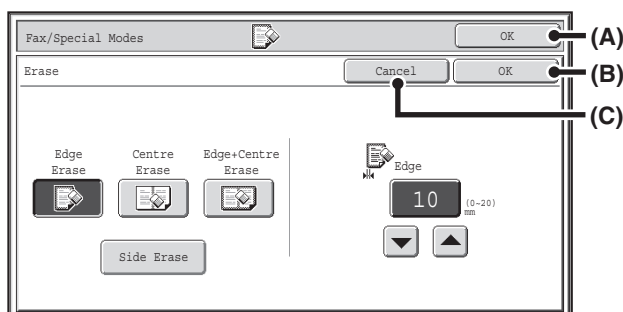 Fax/Special Modes
OK
(A)
Erase
Cancel
OK
(B)
(C)
Edge
Erase
Centre
Erase
Edge+Centre
Erase
Edge
10
(0~20)
mm
Side Erase